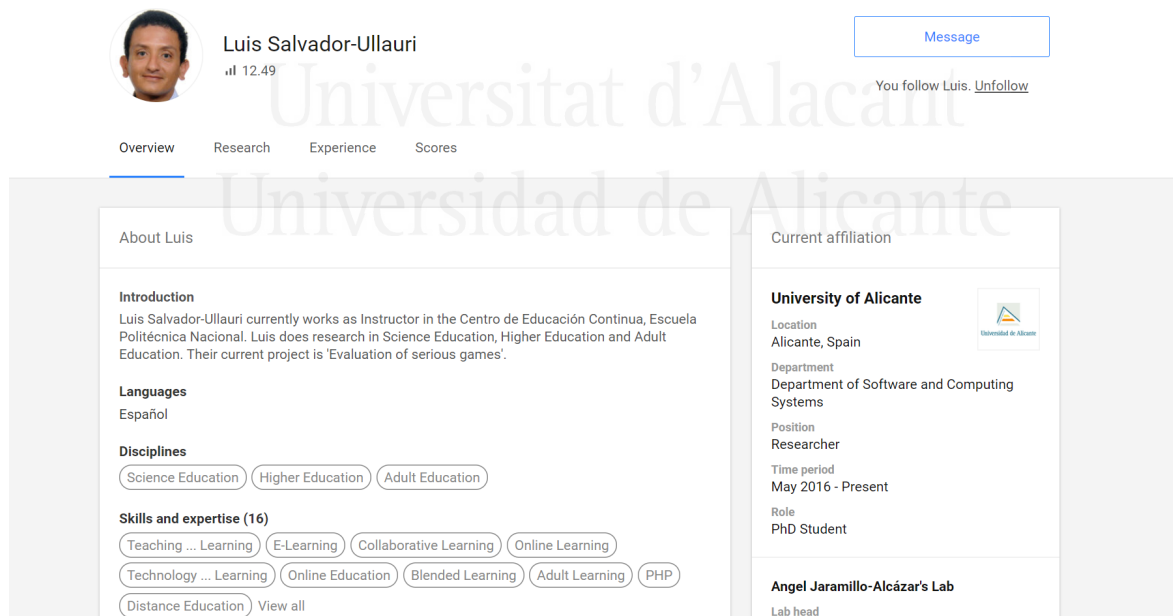 Luis Salvador-Ullauri
12.49
Message
You follow Luis. Unfollow
Universitat d'Alacant
Universidad de Alicante
Overview
Research
Experience
Scores
About Luis
Introduction
Luis Salvador-Ullauri currently works as Instructor in the Centro de Educación Continua, Escuela
Politécnica Nacional. Luis does research in Science Education, Higher Education and Adult
Education. Their current project is 'Evaluation of serious games'.
Languages
Español
Disciplines
Science Education
Higher Education
Adult Education
Skills and expertise (16)
Teaching ... Learning
E-Learning
Collaborative Learning
Online Learning
Technology ... Learning
Online Education
Blended Learning
Adult Learning
PHP
Distance Education
View all
Current affiliation
University of Alicante
Universidad de Alicante
Location
Alicante, Spain
Department
Department of Software and Computing
Systems
Position
Researcher
Time period
May 2016 - Present
Role
PhD Student
Angel Jaramillo-Alcázar's Lab
Lab head